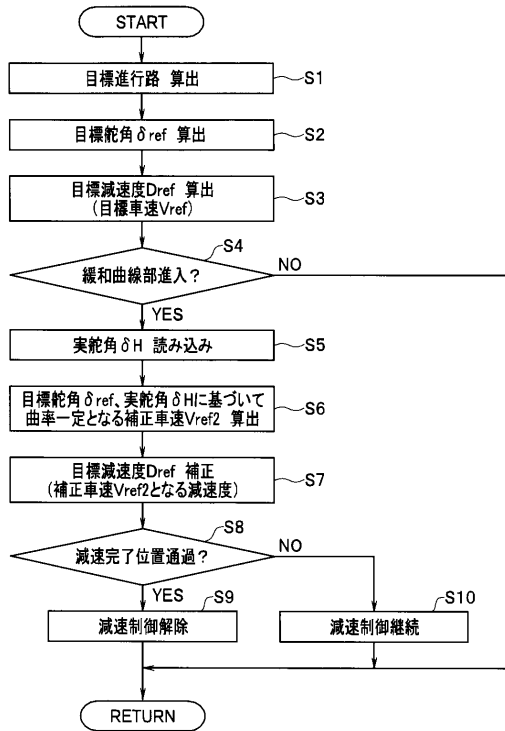 START
目標進行路 算出
S1
目標舵角δref 算出
S2
目標減速度Dref 算出
(目標車速Vref)
S3
S4
緩和曲線部進入?
NO
YES
実舵角δH 読み込み
S5
目標舵角δref、実舵角δHに基づいて
曲率一定となる補正車速Vref2 算出
S6
目標減速度Dref 補正
(補正車速Vref2となる減速度)
S7
S8
減速完了位置通過?
NO
YES
S9
減速制御解除
S10
減速制御継続
RETURN